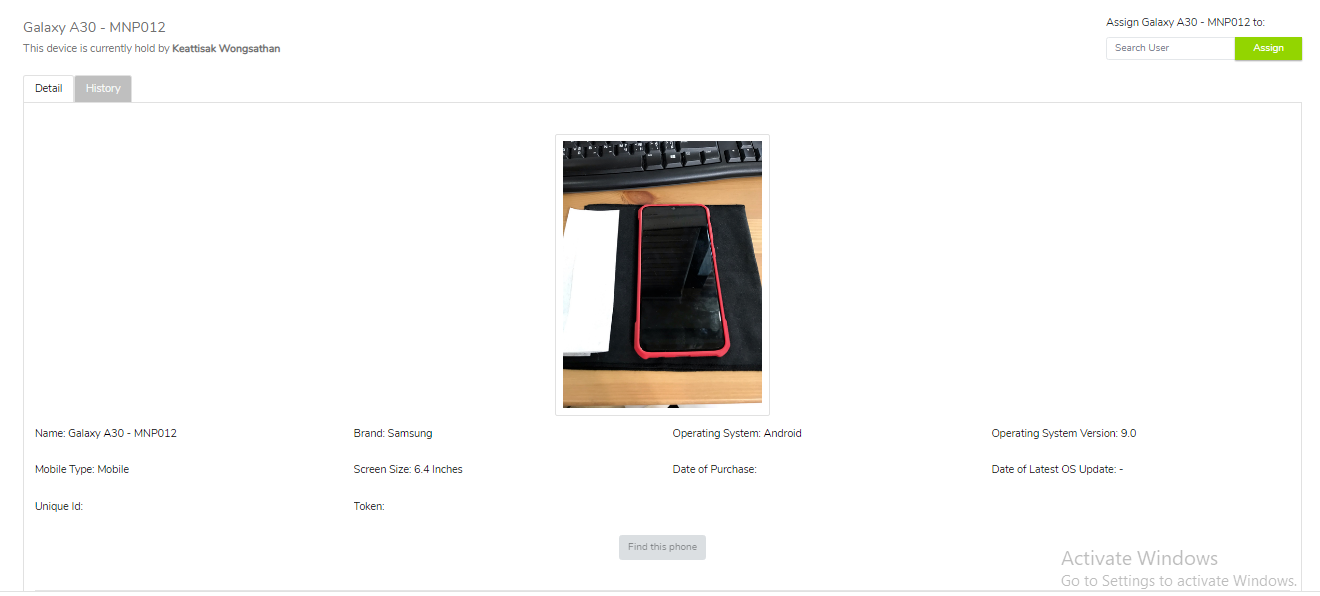 Galaxy A30 - MNP012
This device is currently hold by Keattisak Wongsathan
Assign Galaxy A30 - MNP012 to:
Search User
Assign
Detail
History
Name: Galaxy A30 - MNP012
Brand: Samsung
Operating System: Android
Operating System Version: 9.0
Mobile Type: Mobile
Screen Size: 6.4 Inches
Date of Purchase:
Date of Latest OS Update: -
Unique Id:
Token:
Find this phone
Activate Windows
Go to Settings to activate Windows.